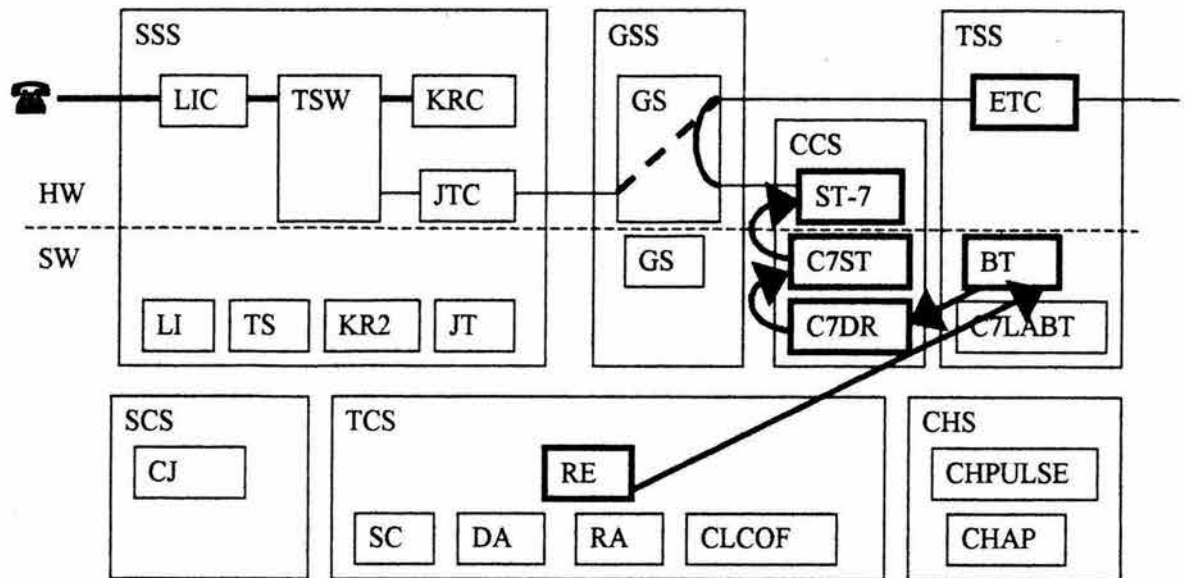 SSS
GSS
TSS
LIC
TSW
KRC
GS
ETC
CCS
HW
JTC
ST-7
SW
GS
C7ST
BT
LI
TS
KR2
JT
C7DR
C7LABT
SCS
TCS
CHS
CJ
RE
CHPULSE
SC
DA
RA
CLCOF
CHAP